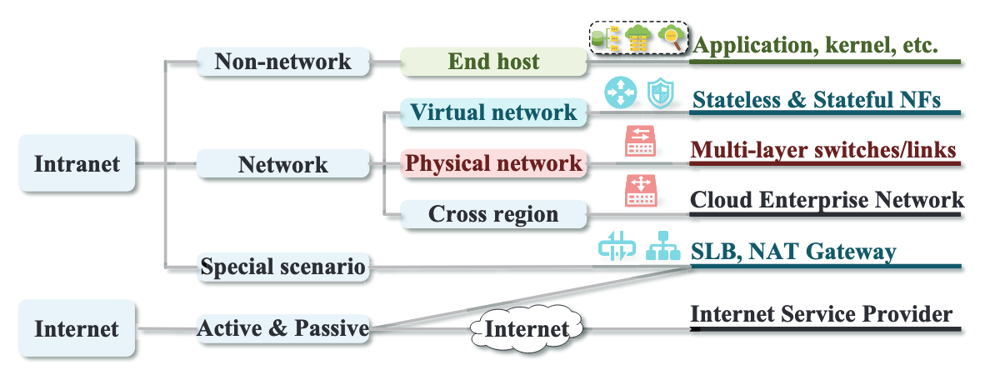 Non-network
End host
Application, kernel, etc.
Virtual network
Stateless & Stateful NFs
Intranet
Network
Physical network
Multi-layer switches/links
Cross region
Cloud Enterprise Network
Special scenario
SLB, NAT Gateway
Internet
Active & Passive
Internet
Internet Service Provider